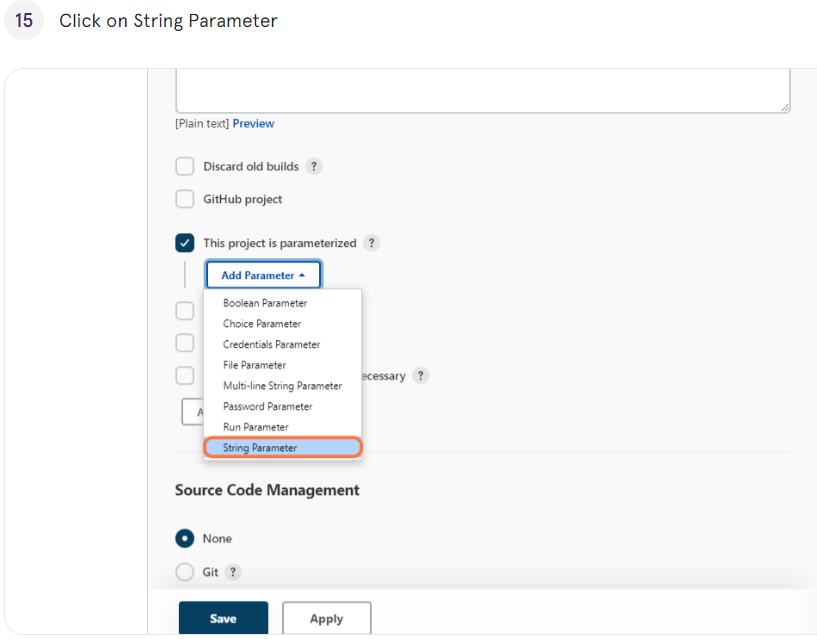 15 Click on String Parameter
[Plain text] Preview
Discard old builds ?
GitHub project
This project is parameterized ?
Add Parameter
Boolean Parameter
Choice Parameter
Credentials Parameter
File Parameter
ecessary ?
Multi-line String Parameter
Password Parameter
A
Run Parameter
String Parameter
Source Code Management
None
Git ?
Save Apply